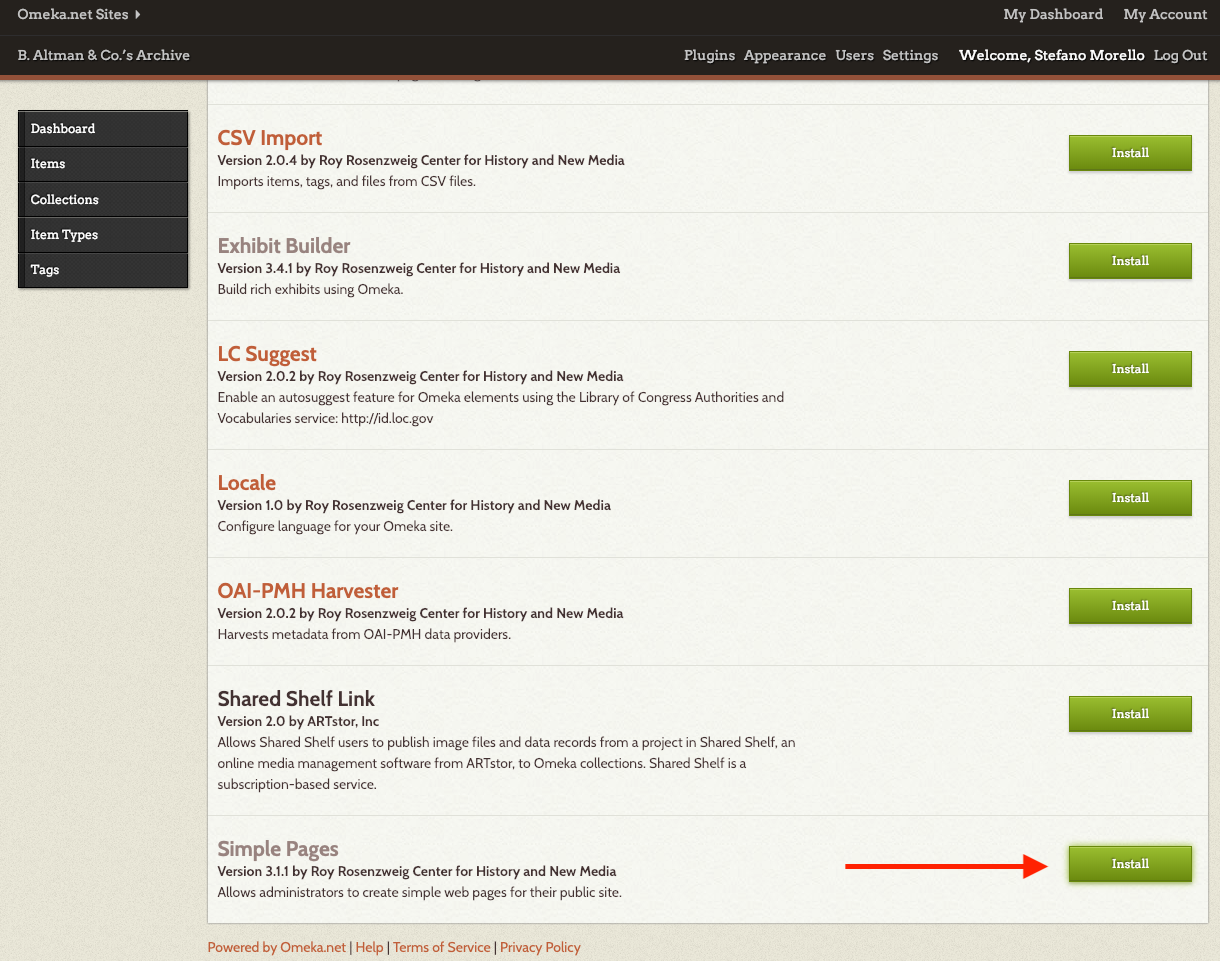 Omeka.net Sites
My Dashboard My Account
B. Altman & Co.'s Archive
Plugins Appearance Users Settings Welcome, Stefano Morello Log Out
Dashboard
Items
Collections
Item Types
Tags
CSV Import
Version 2.0.4 by Roy Rosenzweig Center for History and New Media
Imports items, tags, and files from CSV files.
Install
Exhibit Builder
Version 3.4.1 by Roy Rosenzweig Center for History and New Media
Build rich exhibits using Omeka.
Install
LC Suggest
Version 2.0.2 by Roy Rosenzweig Center for History and New Media
Enable an autosuggest feature for Omeka elements using the Library of Congress Authorities and
Vocabularies service: http://id.loc.gov
Install
Locale
Version 1.0 by Roy Rosenzweig Center for History and New Media
Configure language for your Omeka site.
Install
OAI-PMH Harvester
Version 2.0.2 by Roy Rosenzweig Center for History and New Media
Harvests metadata from OAI-PMH data providers.
Install
Shared Shelf Link
Version 2.0 by ARTstor, Inc
Allows Shared Shelf users to publish image files and data records from a project in Shared Shelf, an
online media management software from ARTstor, to Omeka collections. Shared Shelf is a
subscription-based service.
Install
Simple Pages
Version 3.1.1 by Roy Rosenzweig Center for History and New Media
Allows administrators to create simple web pages for their public site.
Install
Powered by Omeka.net | Help | Terms of Service | Privacy Policy